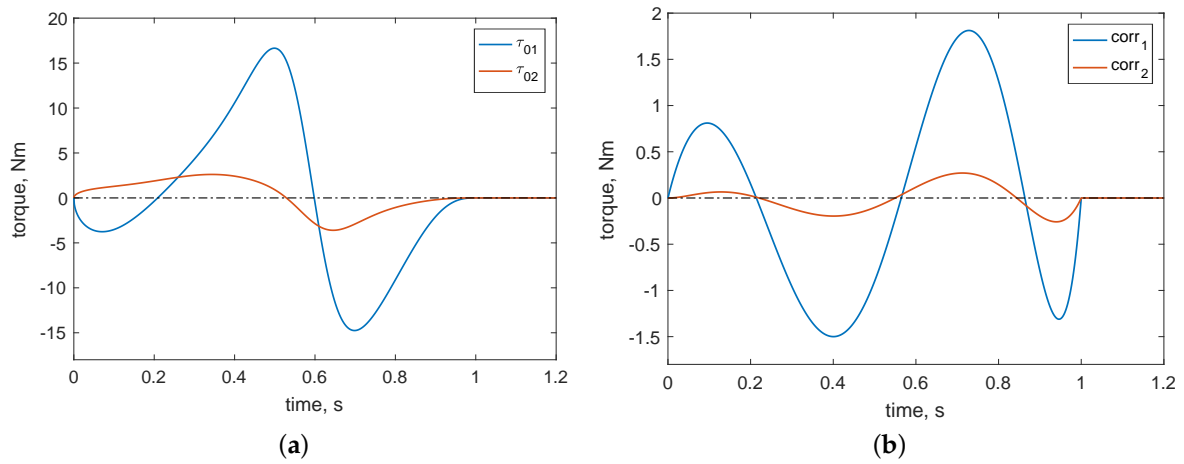 20
15
10
5
0
-5
-10
-15
torque, Nm
τ01
τ02
0 0.2 0.4 0.6 0.8 1 1.2
time, s
(a)
2
1.5
1
0.5
0
-0.5
-1
-1.5
torque, Nm
corr1
corr2
0 0.2 0.4 0.6 0.8 1 1.2
time, s
(b)